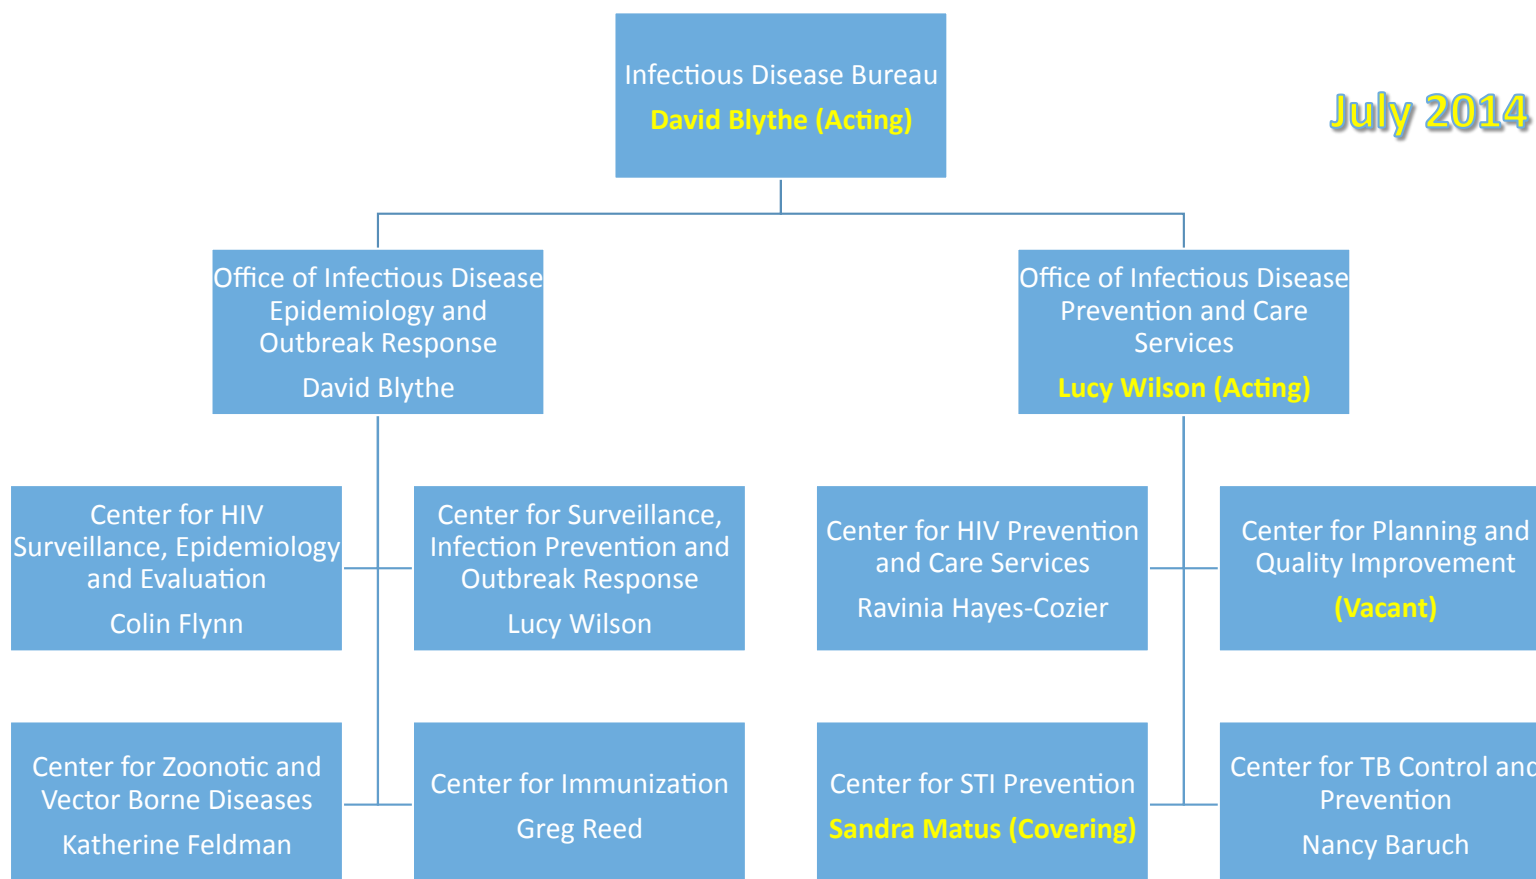 Infectious Disease Bureau
David Blythe (Acting)
July 2014
Office of Infectious Disease
Epidemiology and
Outbreak Response
David Blythe
Office of Infectious Disease
Prevention and Care
Services
Lucy Wilson (Acting)
Center for HIV
Surveillance, Epidemiology
and Evaluation
Colin Flynn
Center for Surveillance,
Infection Prevention and
Outbreak Response
Lucy Wilson
Center for HIV Prevention
and Care Services
Ravinia Hayes-Cozier
Center for Planning and
Quality Improvement
(Vacant)
Center for Zoonotic and
Vector Borne Diseases
Katherine Feldman
Center for Immunization
Greg Reed
Center for STI Prevention
Sandra Matus (Covering)
Center for TB Control and
Prevention
Nancy Baruch